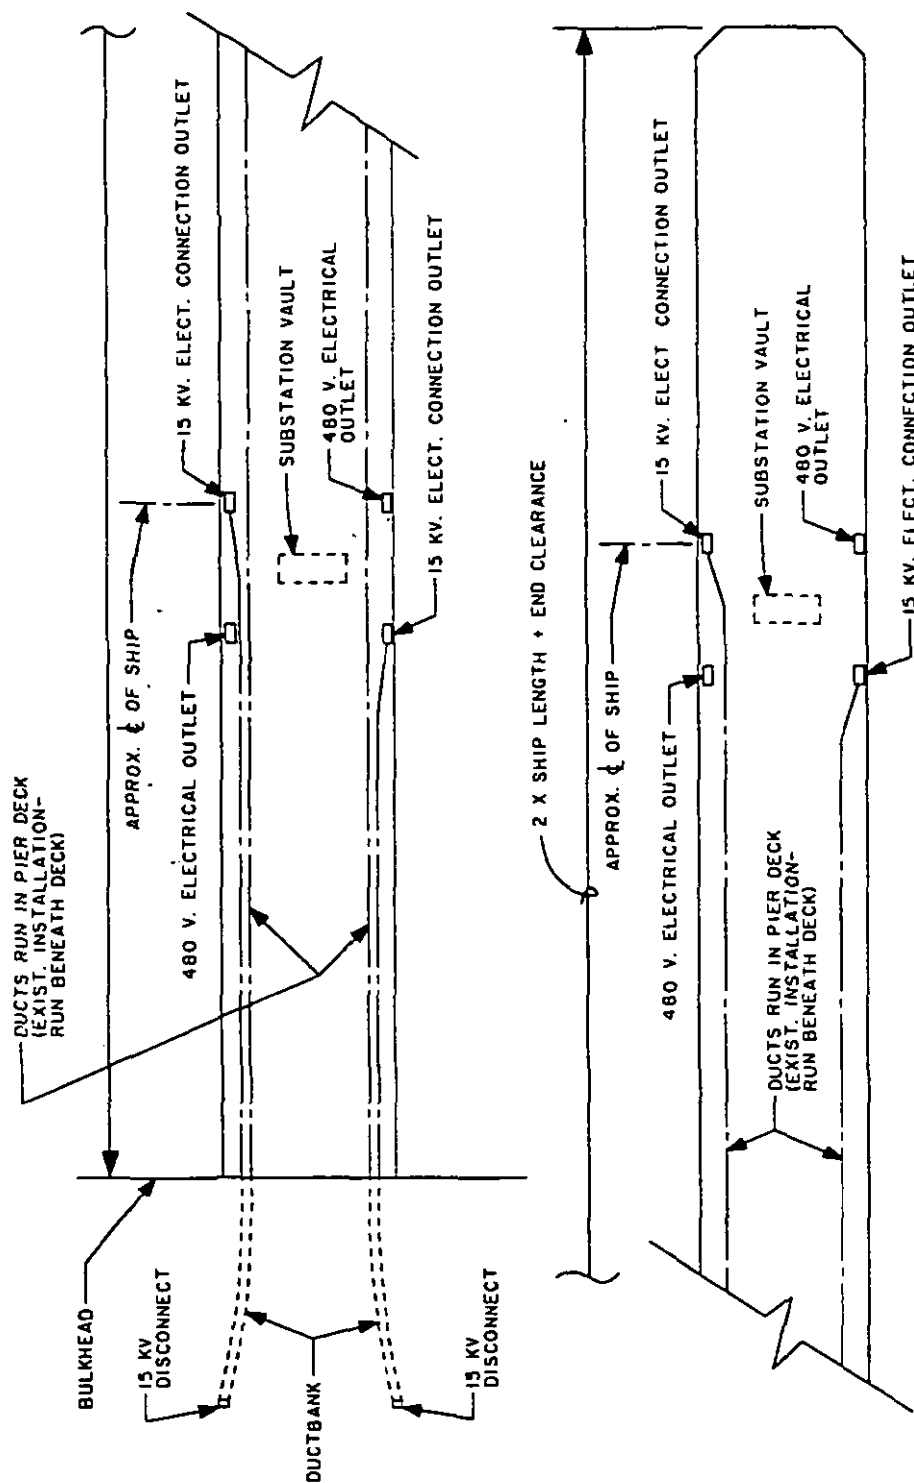 BULKHEAD
15 KV
DISCONNECT
DUCTBANK
15 KV
DISCONNECT
DUCTS RUN IN PIER DECK
(EXIST. INSTALLATION-
RUN BENEATH DECK)
480 V. ELECTRICAL OUTLET
APPROX. ℄ OF SHIP
15 KV. ELECT. CONNECTION OUTLET
SUBSTATION VAULT
480 V. ELECTRICAL
OUTLET
15 KV. ELECT. CONNECTION OUTLET
2 X SHIP LENGTH + END CLEARANCE
APPROX. ℄ OF SHIP
480 V. ELECTRICAL OUTLET
15 KV. ELECT CONNECTION OUTLET
DUCTS RUN IN PIER DECK
(EXIST. INSTALLATION-
RUN BENEATH DECK)
SUBSTATION VAULT
480 V. ELECTRICAL
OUTLET
15 KV. ELECT. CONNECTION OUTLET